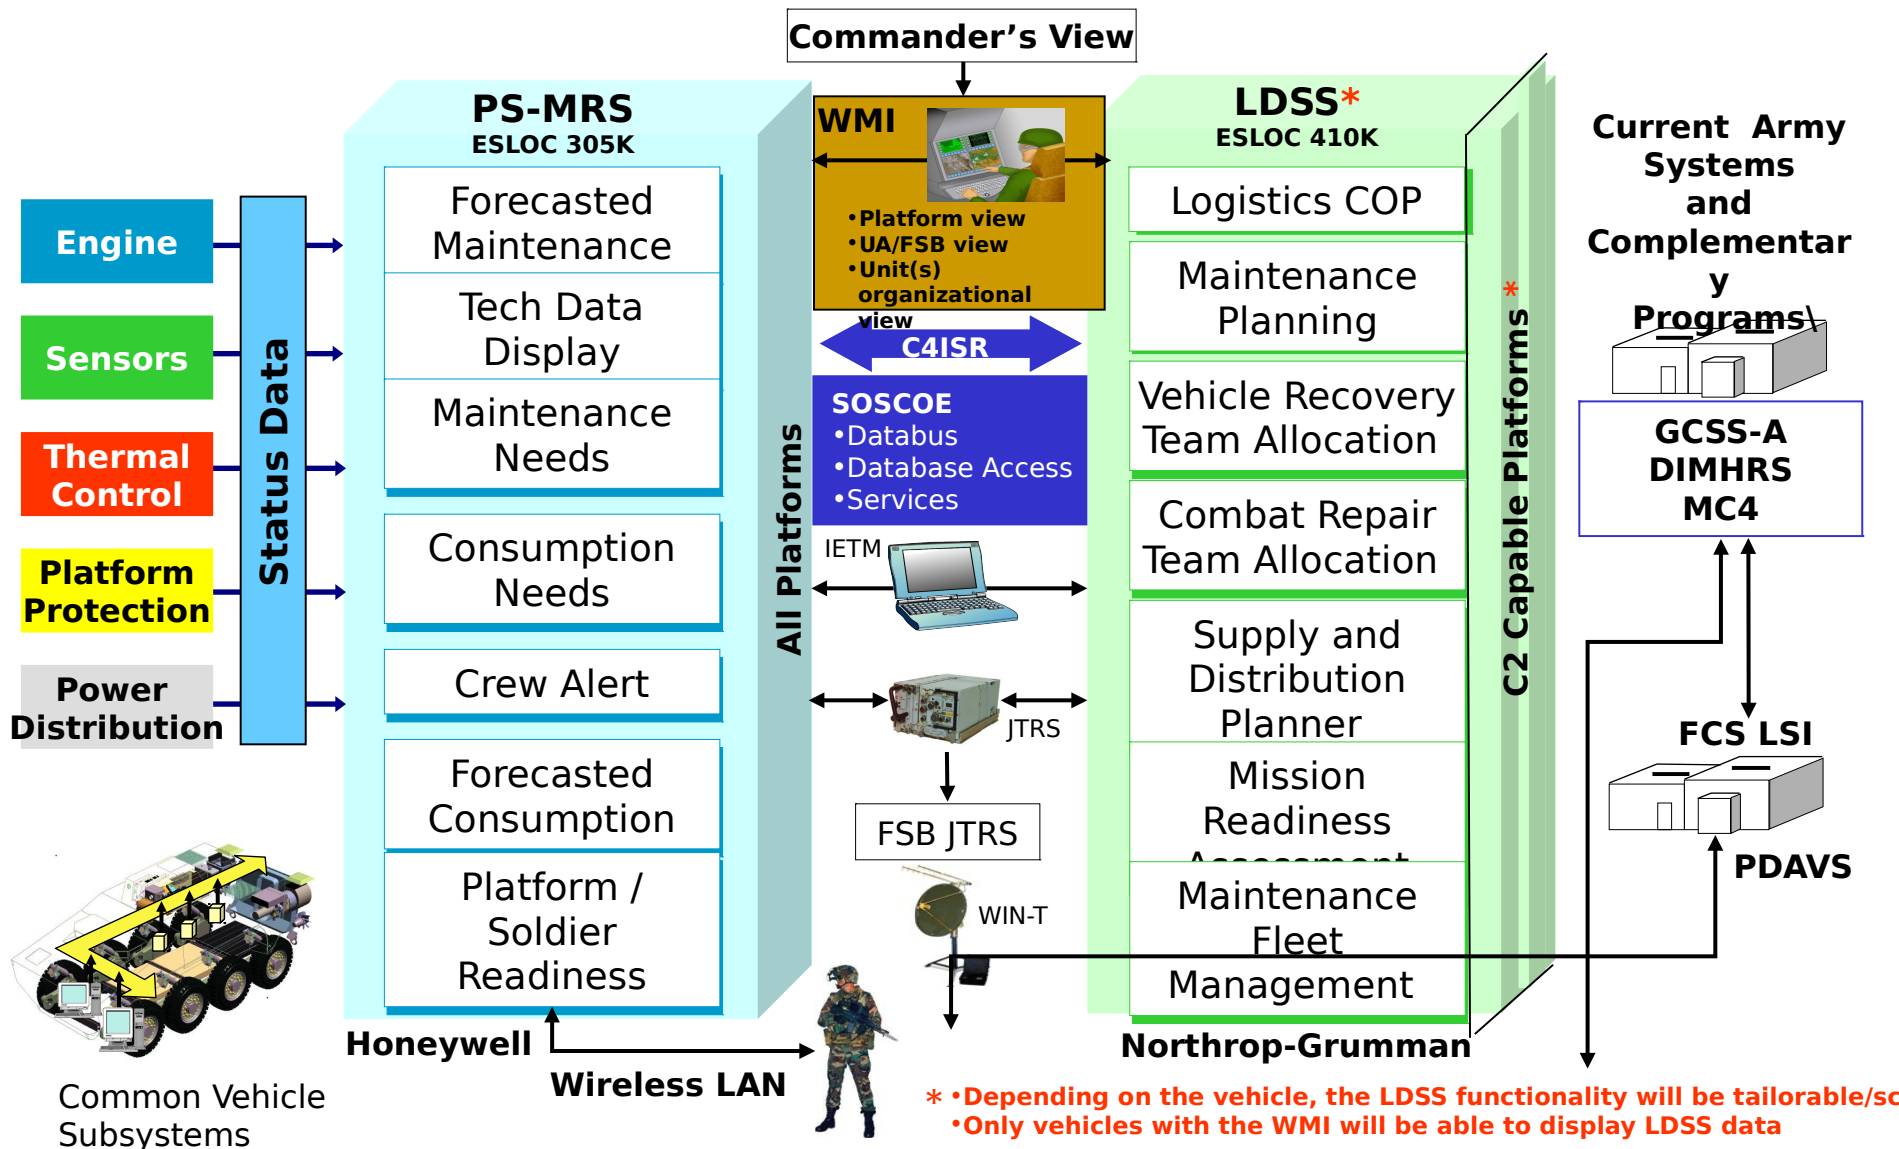 Commander's View
PS-MRS
ESLOC 305K
WMI
LDSS*
ESLOC 410K
Current Army
Systems
and
Complementar
y
Programs\
Engine
Sensors
Thermal
Control
Platform
Protection
Power
Distribution
Status Data
Forecasted
Maintenance
Tech Data
Display
Maintenance
Needs
Consumption
Needs
Crew Alert
Forecasted
Consumption
Platform /
Soldier
Readiness
All Platforms
•Platform view
•UA/FSB view
•Unit(s)
organizational
view
C4ISR
SOSCOE
•Databus
•Database Access
•Services
IETM
JTRS
FSB JTRS
WIN-T
Logistics COP
Maintenance
Planning
Vehicle Recovery
Team Allocation
Combat Repair
Team Allocation
Supply and
Distribution
Planner
Mission
Readiness
Assessment
Maintenance
Fleet
Management
C2 Capable Platforms *
GCSS-A
DIMHRS
MC4
FCS LSI
PDAVS
Honeywell
Wireless LAN
Northrop-Grumman
Common Vehicle
Subsystems
* •Depending on the vehicle, the LDSS functionality will be tailorable/sc
•Only vehicles with the WMI will be able to display LDSS data